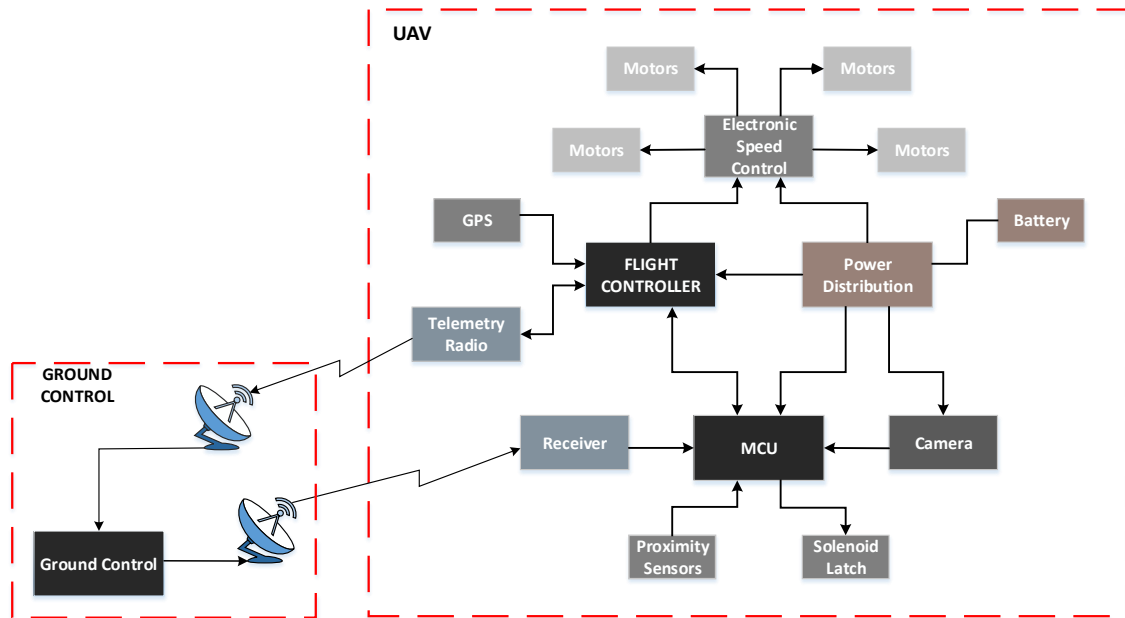 UAV
Motors
Motors
Electronic
Speed
Control
Motors
Motors
GPS
Battery
FLIGHT
CONTROLLER
Power
Distribution
Telemetry
Radio
GROUND
CONTROL
Receiver
MCU
Camera
Ground Control
Proximity
Sensors
Solenoid
Latch